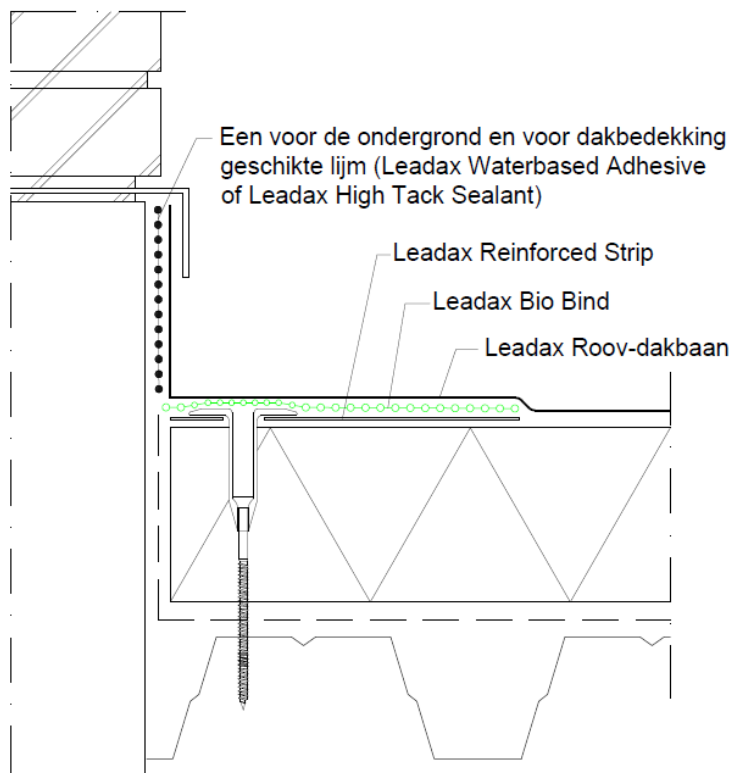 Een voor de ondergrond en voor dakbedekking
geschikte lijm (Leadax Waterbased Adhesive
of Leadax High Tack Sealant)
Leadax Reinforced Strip
Leadax Bio Bind
Leadax Roov-dakbaan